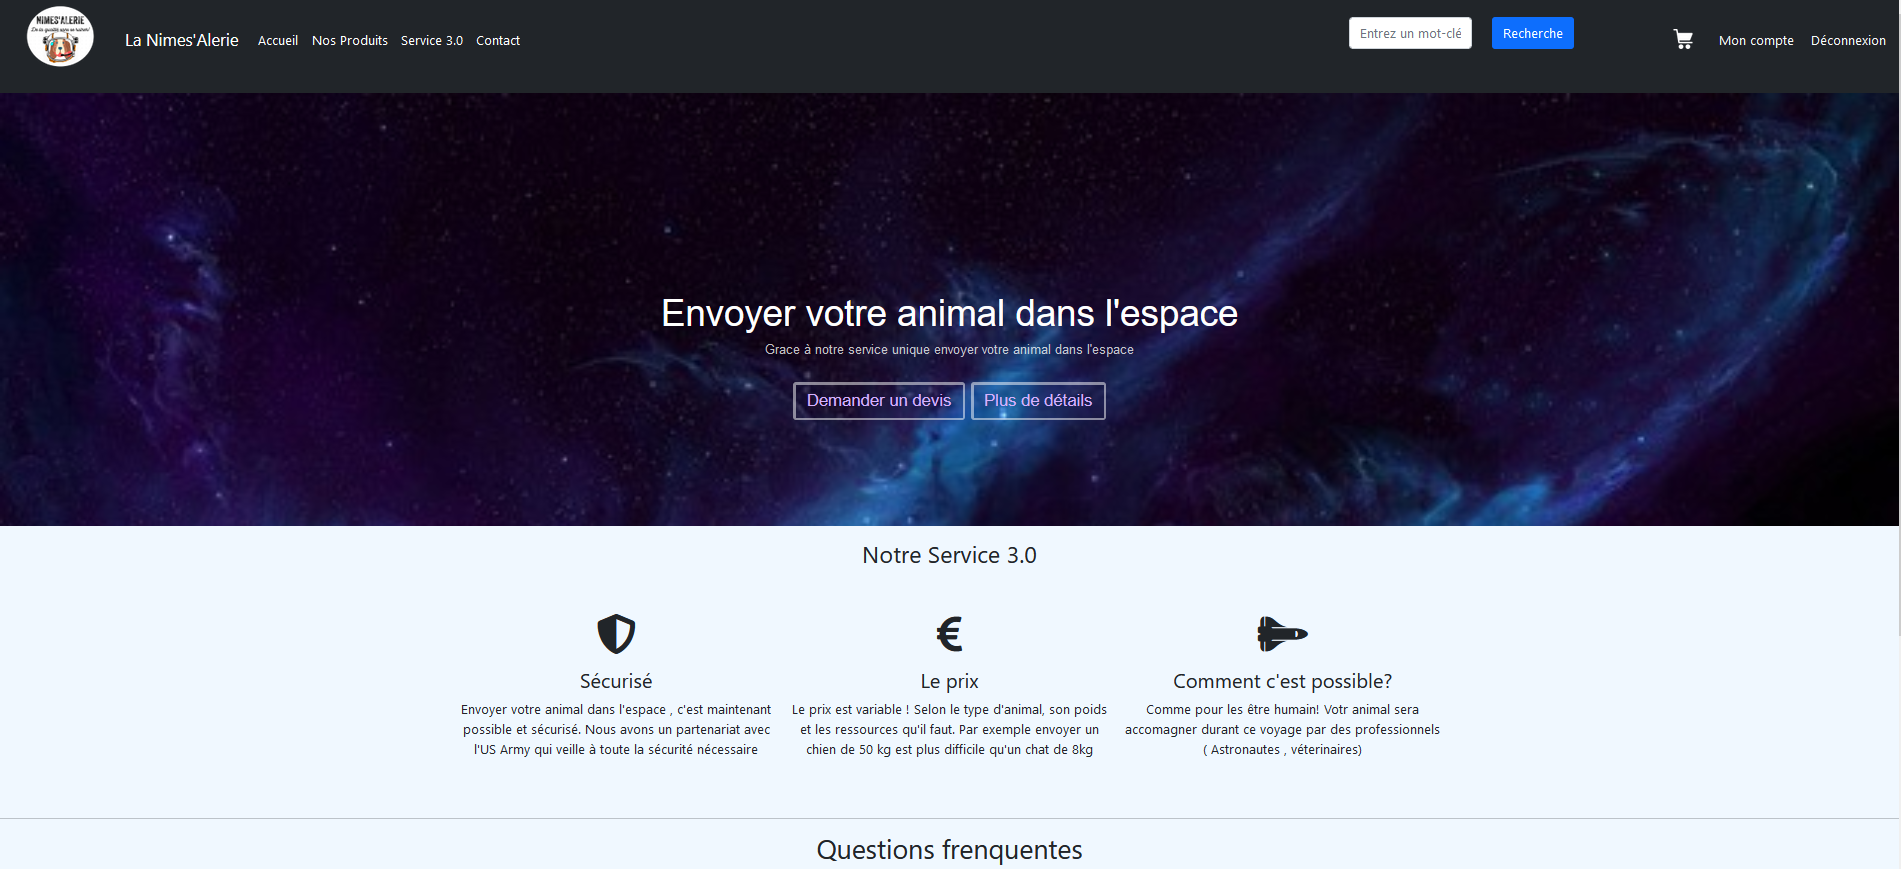 NIMES'ALERIE
La Nimes'Alerie
Accueil
Nos Produits
Service 3.0
Contact
Entrez un mot-clé
Recherche
Mon compte
Déconnexion
Envoyer votre animal dans l'espace
Grace à notre service unique envoyer votre animal dans l'espace
Demander un devis
Plus de détails
Notre Service 3.0
Sécurisé
Envoyer votre animal dans l'espace , c'est maintenant
possible et sécurisé. Nous avons un partenariat avec
l'US Army qui veille à toute la sécurité nécessaire
Le prix
Le prix est variable ! Selon le type d'animal, son poids
et les ressources qu'il faut. Par exemple envoyer un
chien de 50 kg est plus difficile qu'un chat de 8kg
Comment c'est possible?
Comme pour les être humain! Votr animal sera
accomagner durant ce voyage par des professionnels
( Astronautes , véterinaires)
Questions frenquentes